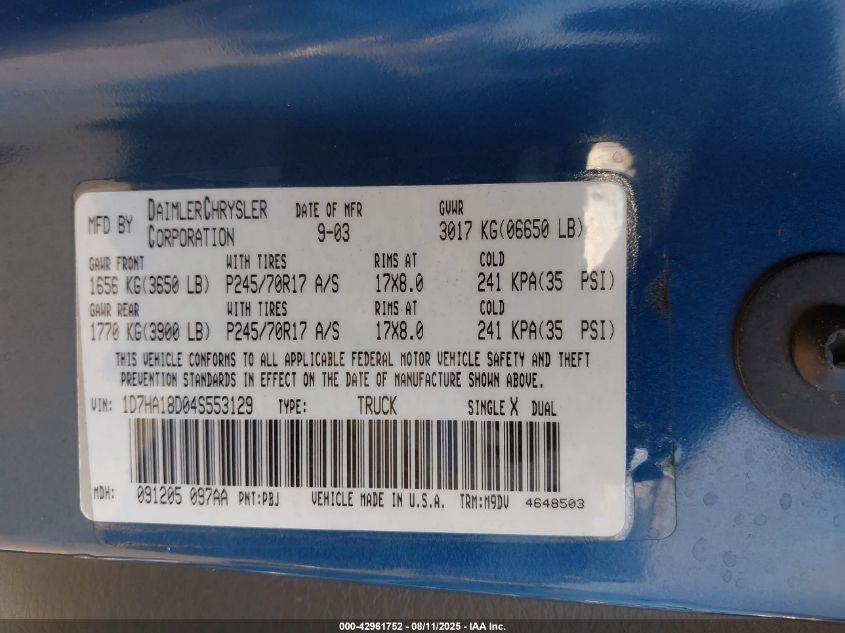 MFD BY DAIMLERCHRYSLER CORPORATION DATE OF MFR 9-03 GVWR 3017 KG(06650 LB)
GAWR FRONT WITH TIRES RIMS AT COLD
1656 KG(3650 LB) P245/70R17 A/S 17X8.0 241 KPA(35 PSI)
GAWR REAR WITH TIRES RIMS AT COLD
1770 KG(3900 LB) P245/70R17 A/S 17X8.0 241 KPA(35 PSI)
THIS VEHICLE CONFORMS TO ALL APPLICABLE FEDERAL MOTOR VEHICLE SAFETY AND THEFT
PREVENTION STANDARDS IN EFFECT ON THE DATE OF MANUFACTURE SHOWN ABOVE.
VIN: 1D7HA18D04S553129 TYPE: TRUCK SINGLE X DUAL
MDH: 091205 097AA PNT:PBJ VEHICLE MADE IN U.S.A. TRM:M9DV 4648503
000-42961752 - 08/11/2025 - IAA Inc.